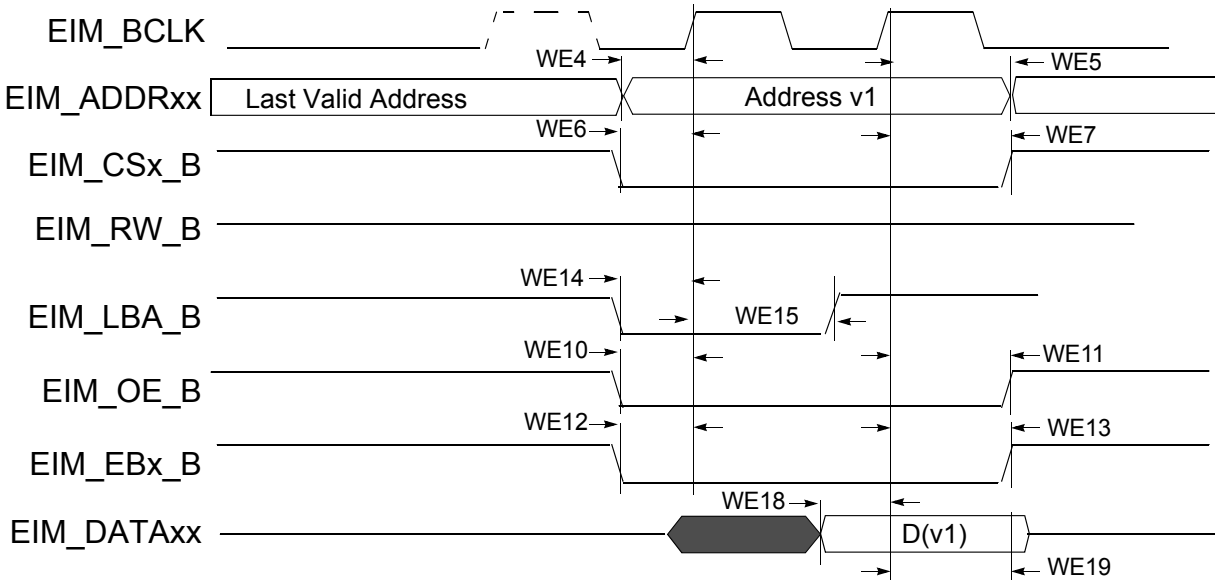 EIM_BCLK
WE4
WE5
EIM_ADDRxx
Last Valid Address
Address v1
WE6
WE7
EIM_CSx_B
EIM_RW_B
WE14
EIM_LBA_B
WE15
WE10
WE11
EIM_OE_B
WE12
WE13
EIM_EBx_B
WE18
EIM_DATAxx
D(v1)
WE19